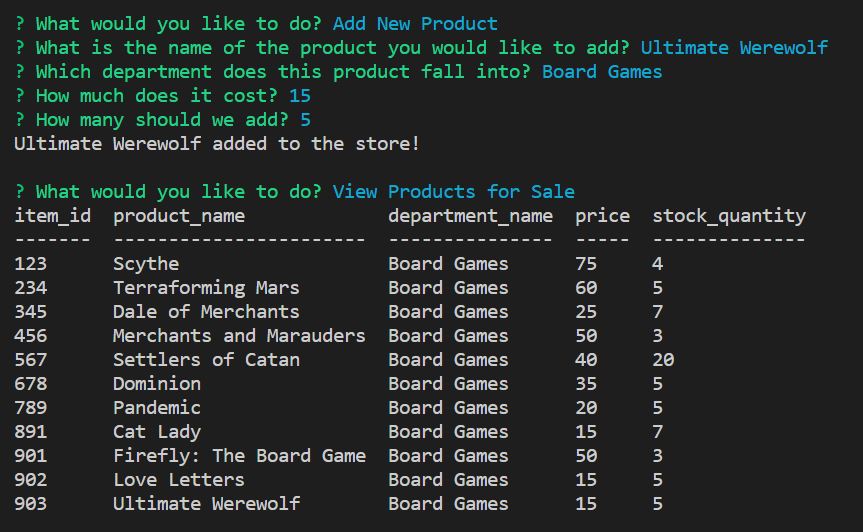 ? What would you like to do? Add New Product
? What is the name of the product you would like to add? Ultimate Werewolf
? Which department does this product fall into? Board Games
? How much does it cost? 15
? How many should we add? 5
Ultimate Werewolf added to the store!

? What would you like to do? View Products for Sale
item_id  product_name             department_name  price  stock_quantity
-------  -----------------------  ---------------  -----  --------------
123      Scythe                   Board Games      75     4
234      Terraforming Mars        Board Games      60     5
345      Dale of Merchants        Board Games      25     7
456      Merchants and Marauders  Board Games      50     3
567      Settlers of Catan        Board Games      40     20
678      Dominion                 Board Games      35     5
789      Pandemic                 Board Games      20     5
891      Cat Lady                 Board Games      15     7
901      Firefly: The Board Game  Board Games      50     3
902      Love Letters             Board Games      15     5
903      Ultimate Werewolf        Board Games      15     5